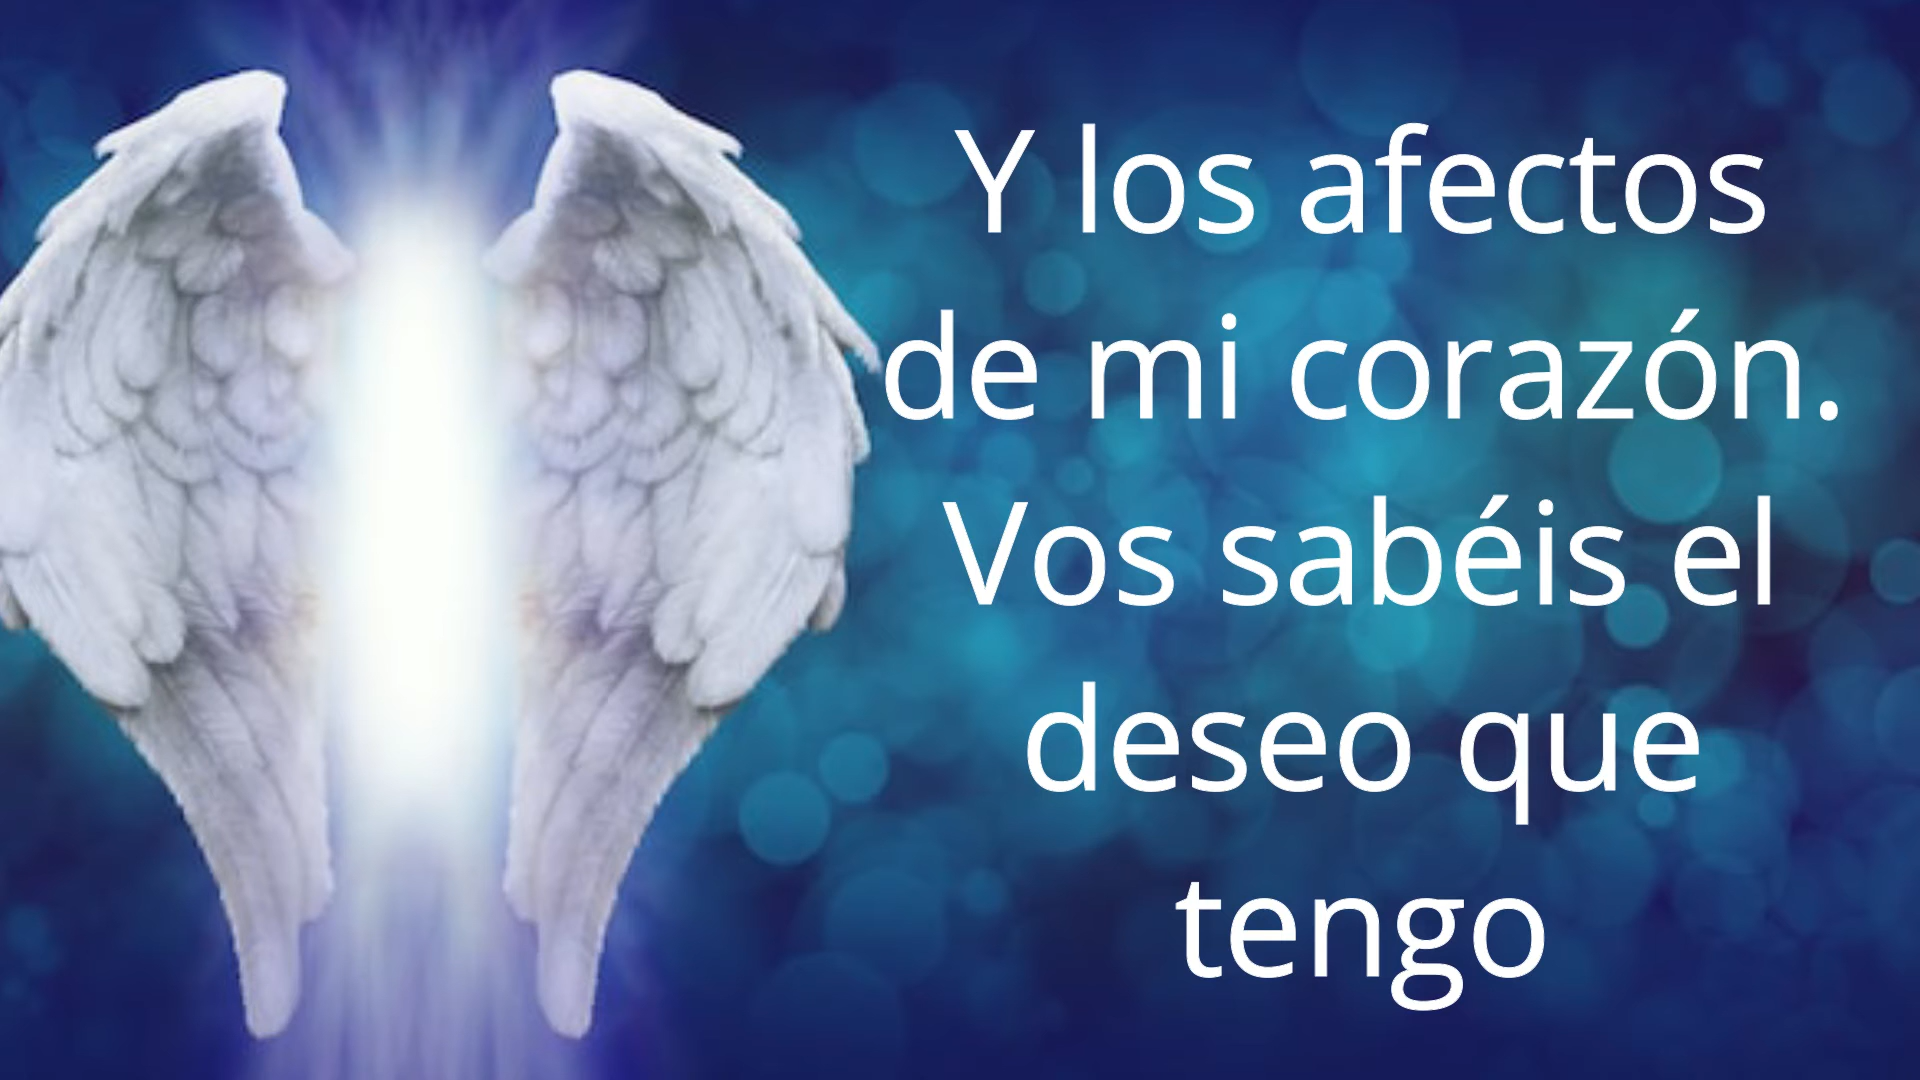 Y los afectos
de mi corazón.
Vos sabéis el
deseo que
tengo